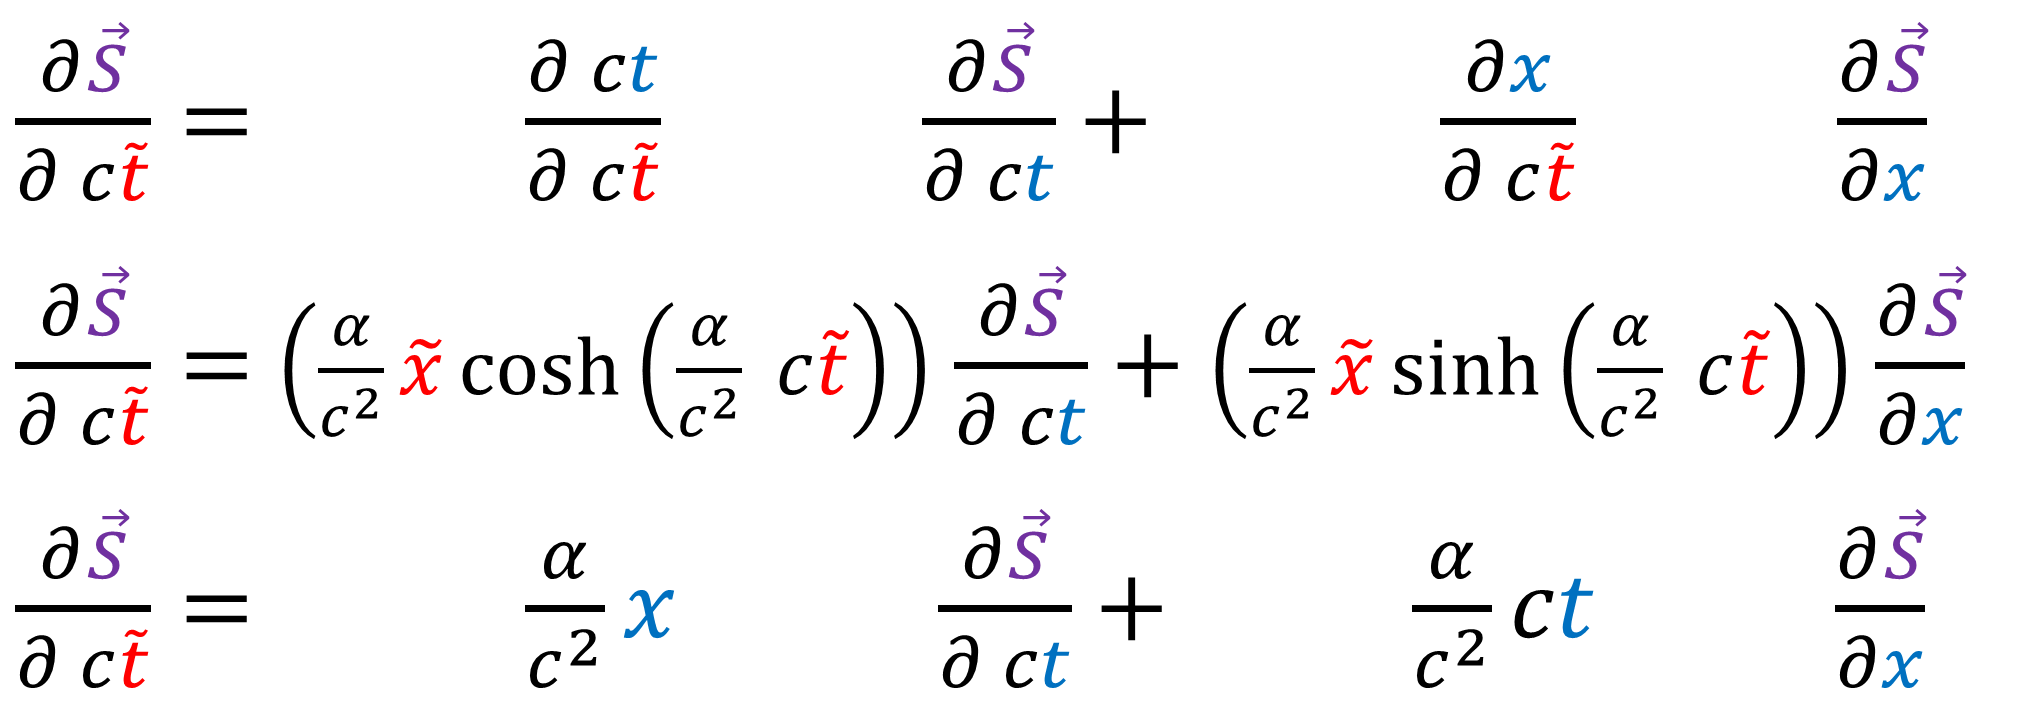 ∂S⃗/∂ ct̃ = ∂ ct/∂ ct̃ ∂S⃗/∂ ct + ∂x/∂ ct̃ ∂S⃗/∂x
∂S⃗/∂ ct̃ = (α/c² x̃ cosh(α/c² ct̃)) ∂S⃗/∂ ct + (α/c² x̃ sinh(α/c² ct̃)) ∂S⃗/∂x
∂S⃗/∂ ct̃ = α/c² x ∂S⃗/∂ ct + α/c² ct ∂S⃗/∂x